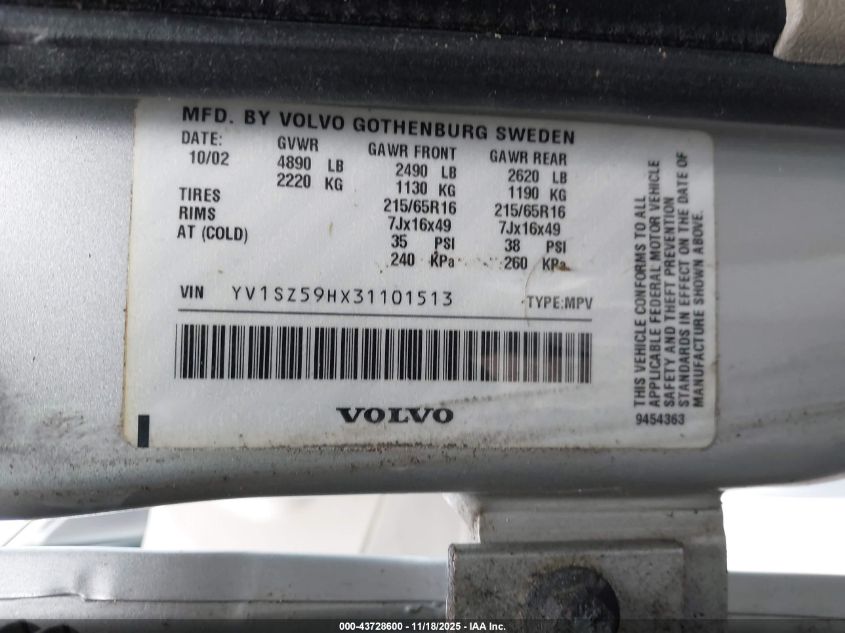 MFD. BY VOLVO GOTHENBURG SWEDEN
DATE: GVWR GAWR FRONT GAWR REAR
10/02 4890 LB 2490 LB 2620 LB
2220 KG 1130 KG 1190 KG
TIRES 215/65R16 215/65R16
RIMS 7Jx16x49 7Jx16x49
AT (COLD) 35 PSI 38 PSI
240 KPa 260 KPa
VIN YV1SZ59HX31101513 TYPE:MPV
VOLVO
THIS VEHICLE CONFORMS TO ALL
APPLICABLE FEDERAL MOTOR VEHICLE
SAFETY AND THEFT PREVENTION
STANDARDS IN EFFECT ON THE DATE OF
MANUFACTURE SHOWN ABOVE.
9454363
000-43728600 - 11/18/2025 - IAA Inc.